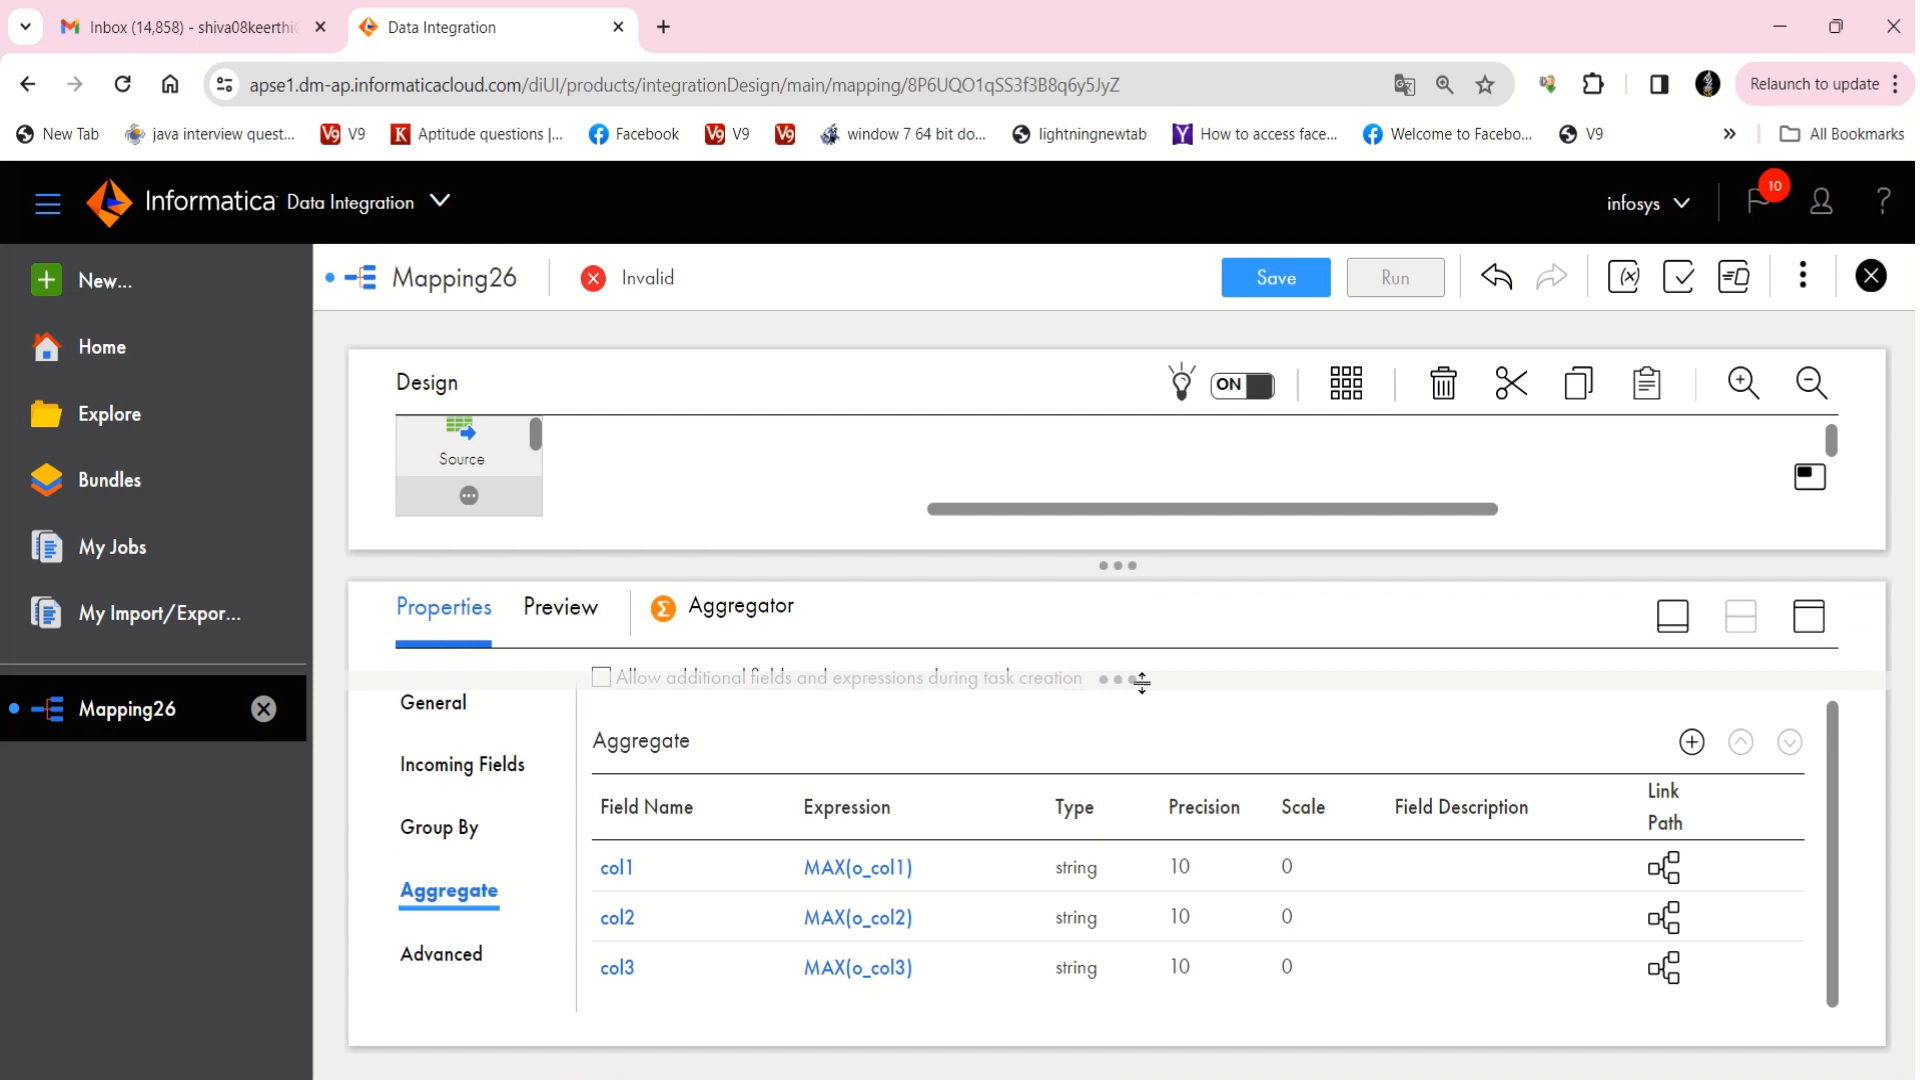 Inbox (14,858) - shiva08keerthi
Data Integration
apse1.dm-ap.informaticacloud.com/diUI/products/integrationDesign/main/mapping/8P6UQO1qSS3f3B8q6y5JyZ
Relaunch to update
New Tab
java interview quest...
V9
Aptitude questions |...
Facebook
V9
window 7 64 bit do...
lightningnewtab
How to access face...
Welcome to Facebo...
V9
»
All Bookmarks
Informatica Data Integration
infosys
10
?
New...
Home
Explore
Bundles
My Jobs
My Import/Expor...
Mapping26
Mapping26
Invalid
Save
Run
Design
ON
Source
Properties
Preview
Aggregator
General
Incoming Fields
Group By
Aggregate
Advanced
Allow additional fields and expressions during task creation
Aggregate
Field Name Expression Type Precision Scale Field Description Link Path
col1 MAX(o_col1) string 10 0
col2 MAX(o_col2) string 10 0
col3 MAX(o_col3) string 10 0